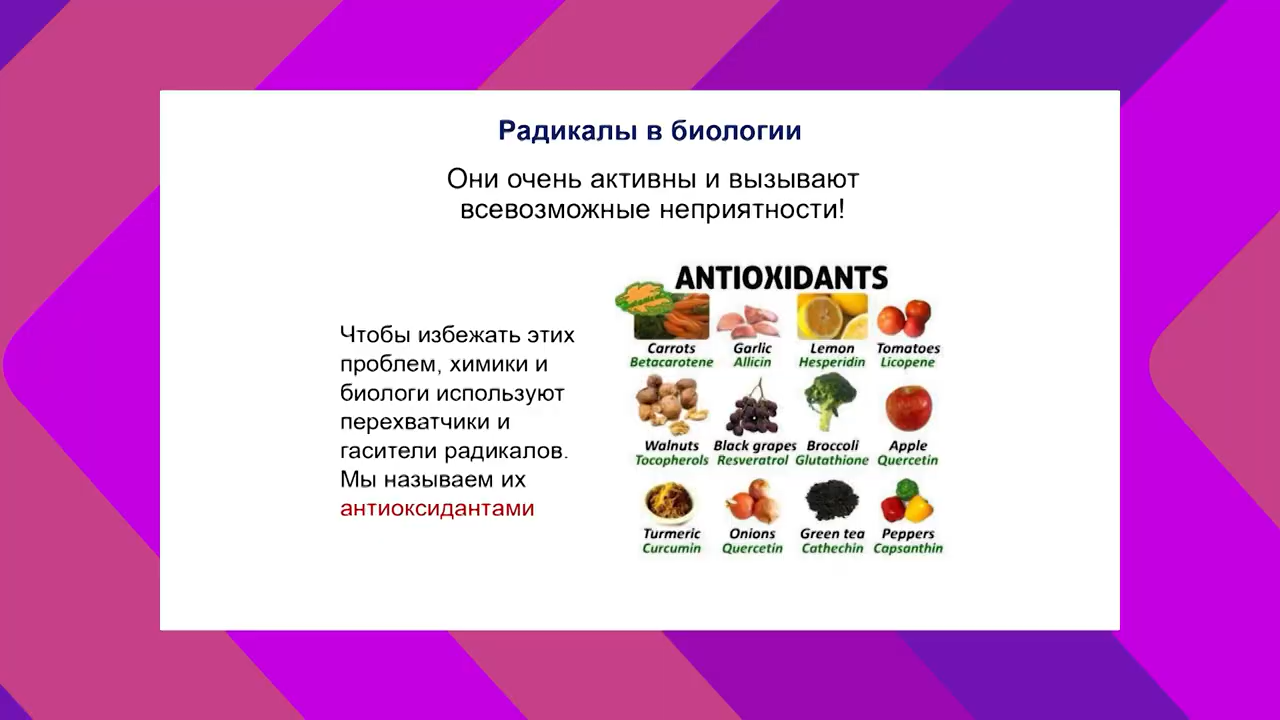 Радикалы в биологии
Они очень активны и вызывают
всевозможные неприятности!
Чтобы избежать этих
проблем, химики и
биологи используют
перехватчики и
гасители радикалов.
Мы называем их
антиоксидантами
ANTIOXIDANTS
Carrots Garlic Lemon Tomatoes
Betacarotene Allicin Hesperidin Licopene
Walnuts Black grapes Broccoli Apple
Tocopherols Resveratrol Glutathione Quercetin
Turmeric Onions Green tea Peppers
Curcumin Quercetin Cathechin Capsanthin